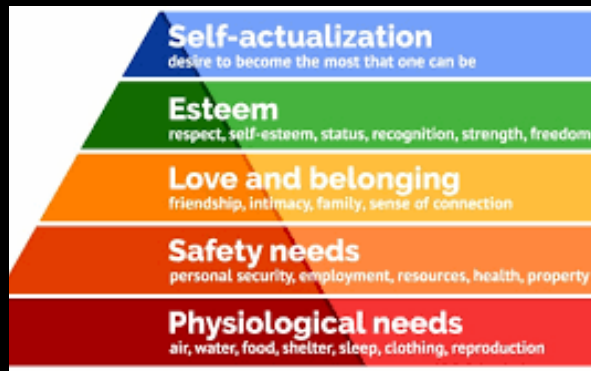 Self-actualization
desire to become the most that one can be
Esteem
respect, self-esteem, status, recognition, strength, freedom
Love and belonging
friendship, intimacy, family, sense of connection
Safety needs
personal security, employment, resources, health, property
Physiological needs
air, water, food, shelter, sleep, clothing, reproduction